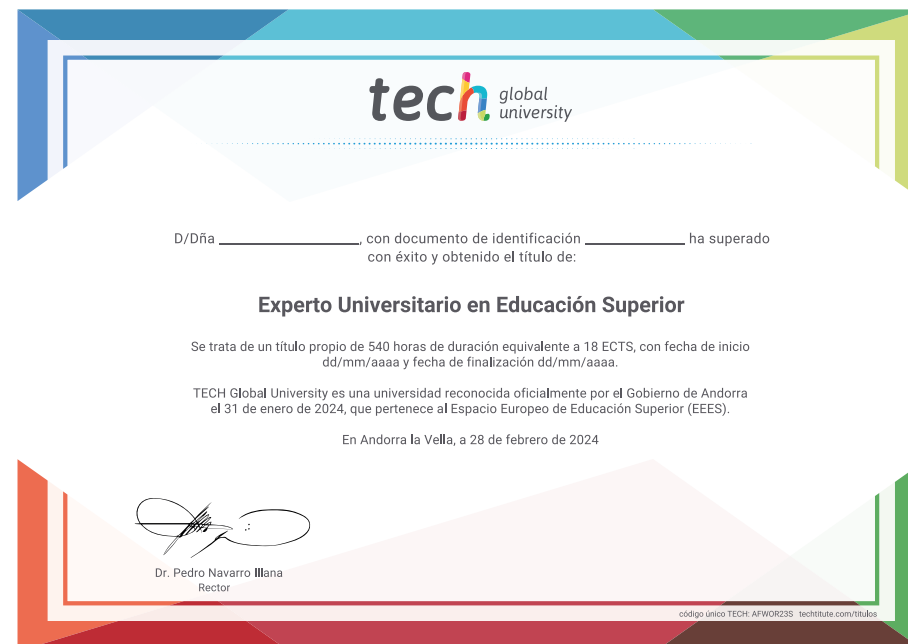 tech global
university
D/Dña ____________________, con documento de identificación ______________ ha superado
con éxito y obtenido el título de:
Experto Universitario en Educación Superior
Se trata de un título propio de 540 horas de duración equivalente a 18 ECTS, con fecha de inicio
dd/mm/aaaa y fecha de finalización dd/mm/aaaa.
TECH Global University es una universidad reconocida oficialmente por el Gobierno de Andorra
el 31 de enero de 2024, que pertenece al Espacio Europeo de Educación Superior (EEES).
En Andorra la Vella, a 28 de febrero de 2024
Dr. Pedro Navarro Illana
Rector
código único TECH: AFWOR23S techtitute.com/titulos